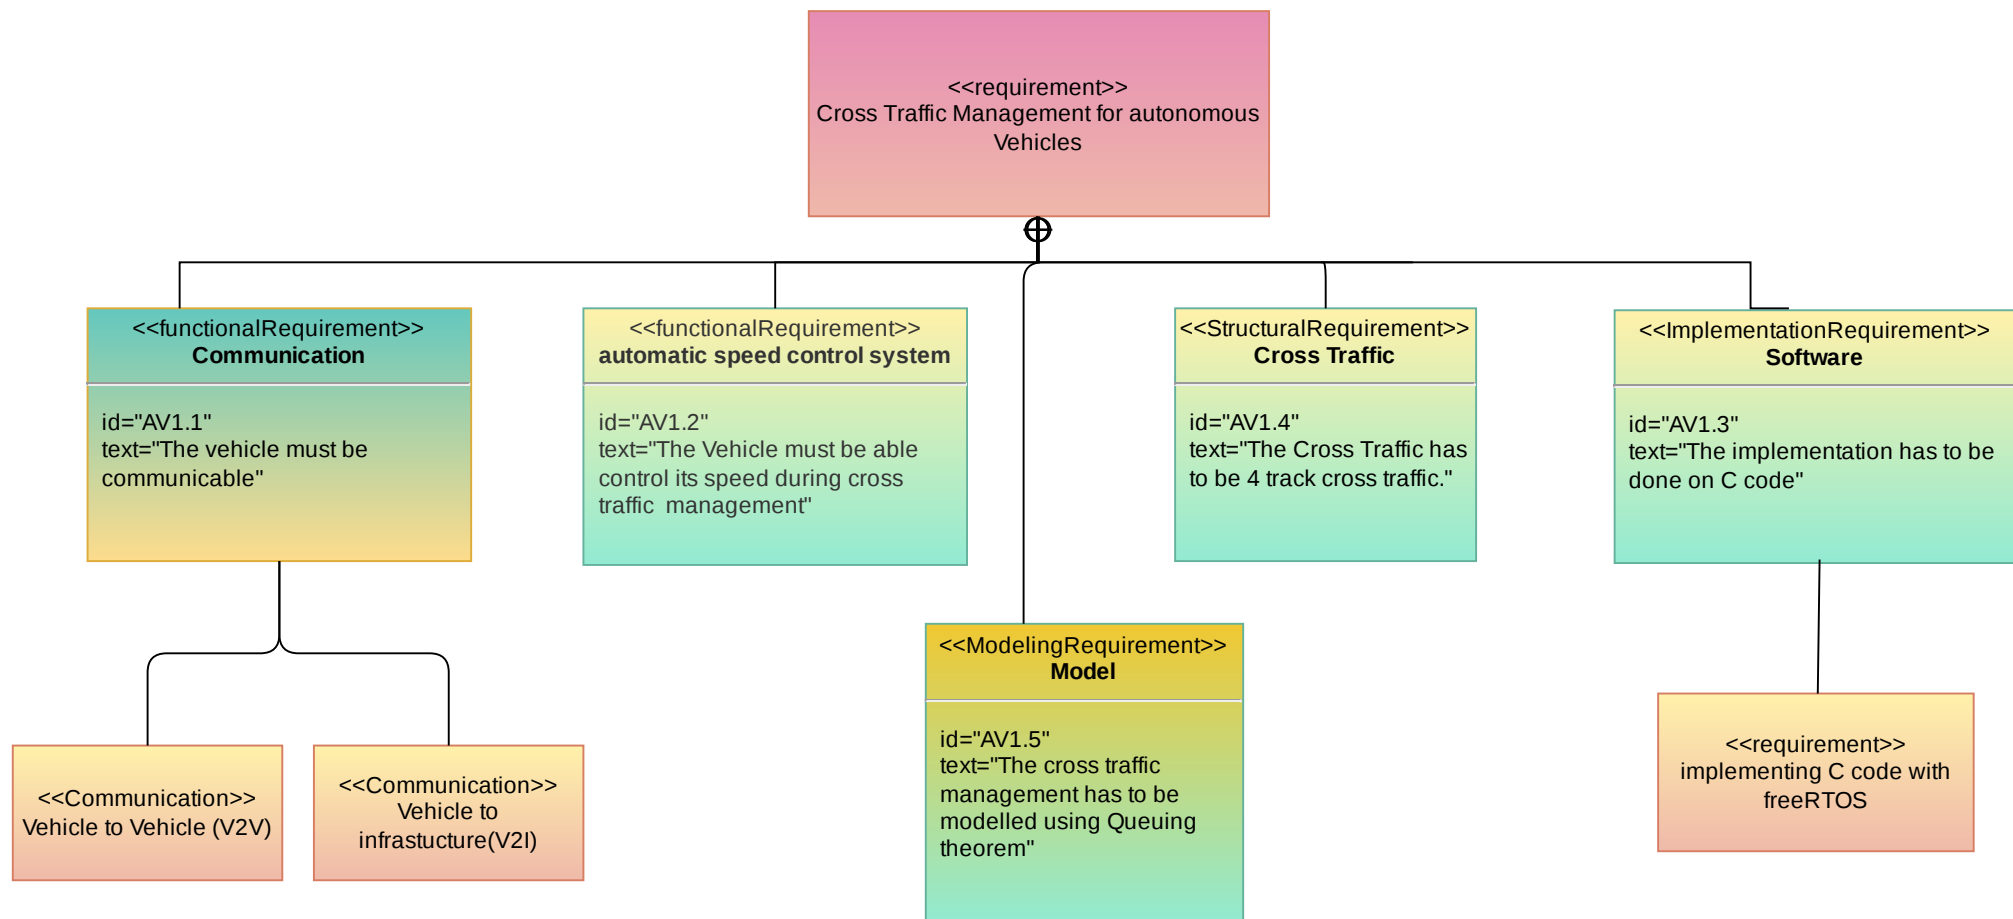 <<requirement>>
Cross Traffic Management for autonomous
Vehicles
<<functionalRequirement>>
Communication
id="AV1.1"
text="The vehicle must be
communicable"
<<functionalRequirement>>
automatic speed control system
id="AV1.2"
text="The Vehicle must be able
control its speed during cross
traffic  management"
<<StructuralRequirement>>
Cross Traffic
id="AV1.4"
text="The Cross Traffic has
to be 4 track cross traffic."
<<ImplementationRequirement>>
Software
id="AV1.3"
text="The implementation has to be
done on C code"
<<ModelingRequirement>>
Model
id="AV1.5"
text="The cross traffic
management has to be
modelled using Queuing
theorem"
<<Communication>>
Vehicle to Vehicle (V2V)
<<Communication>>
Vehicle to
infrastucture(V2I)
<<requirement>>
implementing C code with
freeRTOS